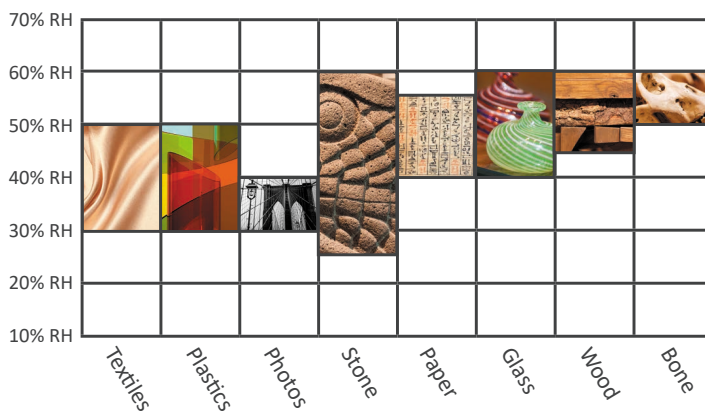 70% RH
60% RH
50% RH
40% RH
30% RH
20% RH
10% RH
Textiles
Plastics
Photos
Stone
Paper
Glass
Wood
Bone